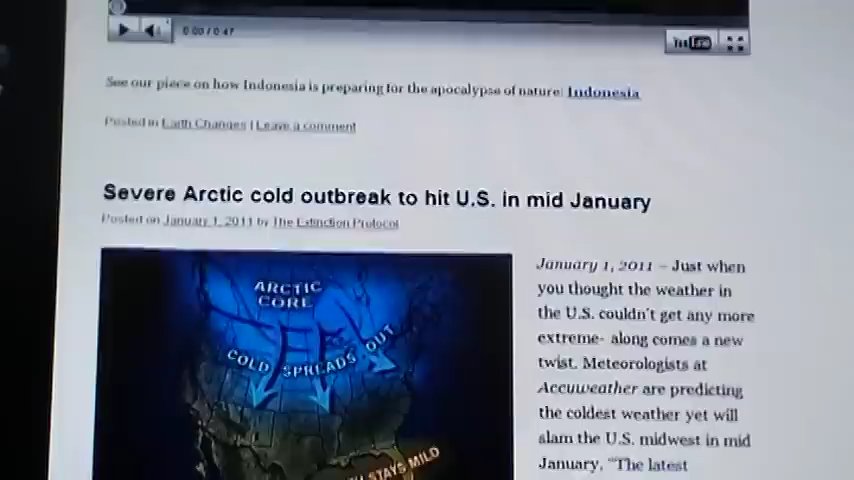 0:00 / 0:47
You Tube
See our piece on how Indonesia is preparing for the apocalypse of nature: Indonesia
Posted in Earth Changes | Leave a comment
Severe Arctic cold outbreak to hit U.S. in mid January
Posted on January 1, 2011 by The Extinction Protocol
ARCTIC
CORE
COLD SPREADS OUT
STAYS MILD
January 1, 2011 – Just when
you thought the weather in
the U.S. couldn't get any more
extreme- along comes a new
twist. Meteorologists at
Accuweather are predicting
the coldest weather yet will
slam the U.S. midwest in mid
January. "The latest